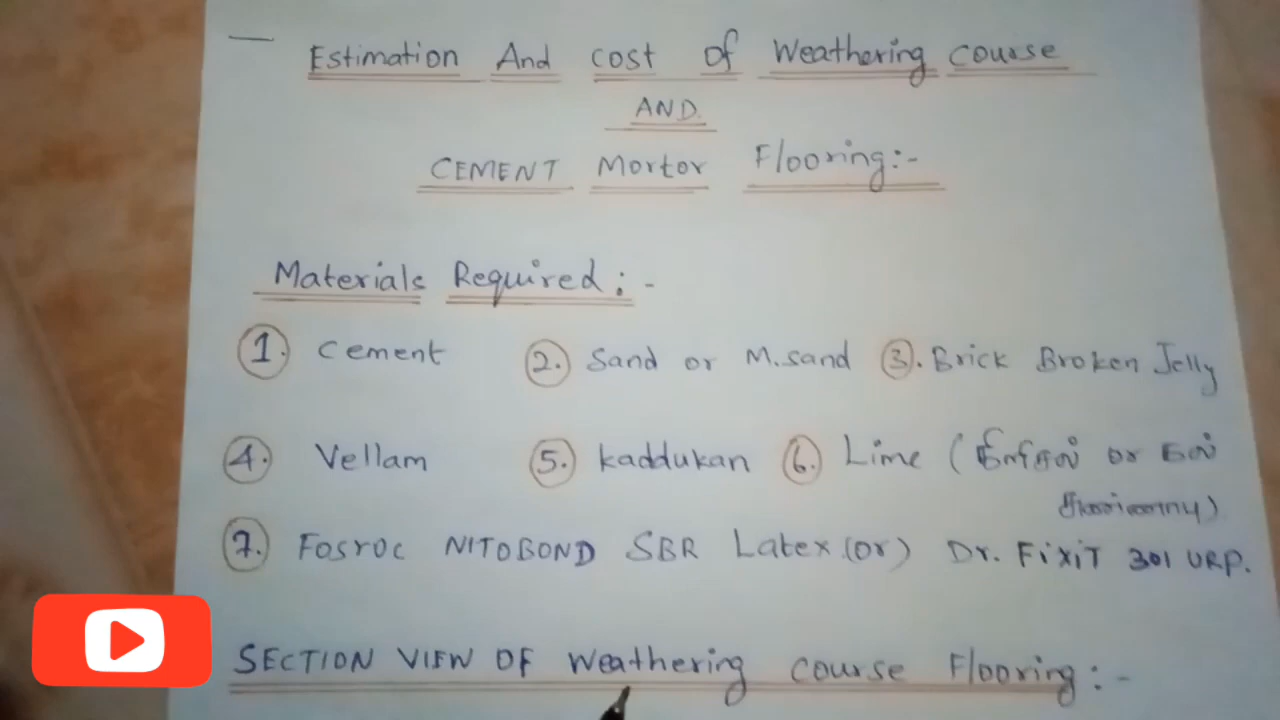 Estimation And cost of Weathering course
AND.
CEMENT Mortor Flooring:-
Materials Required:-
1. Cement 2. Sand or M.sand 3. Brick Broken Jelly
4. Vellam 5. kaddukan 6. Lime ( or கல்
7. Fosroc NITOBOND SBR Latex (or) Dr. FixiT 301 URP.
SECTION VIEW OF Weathering course Flooring:-